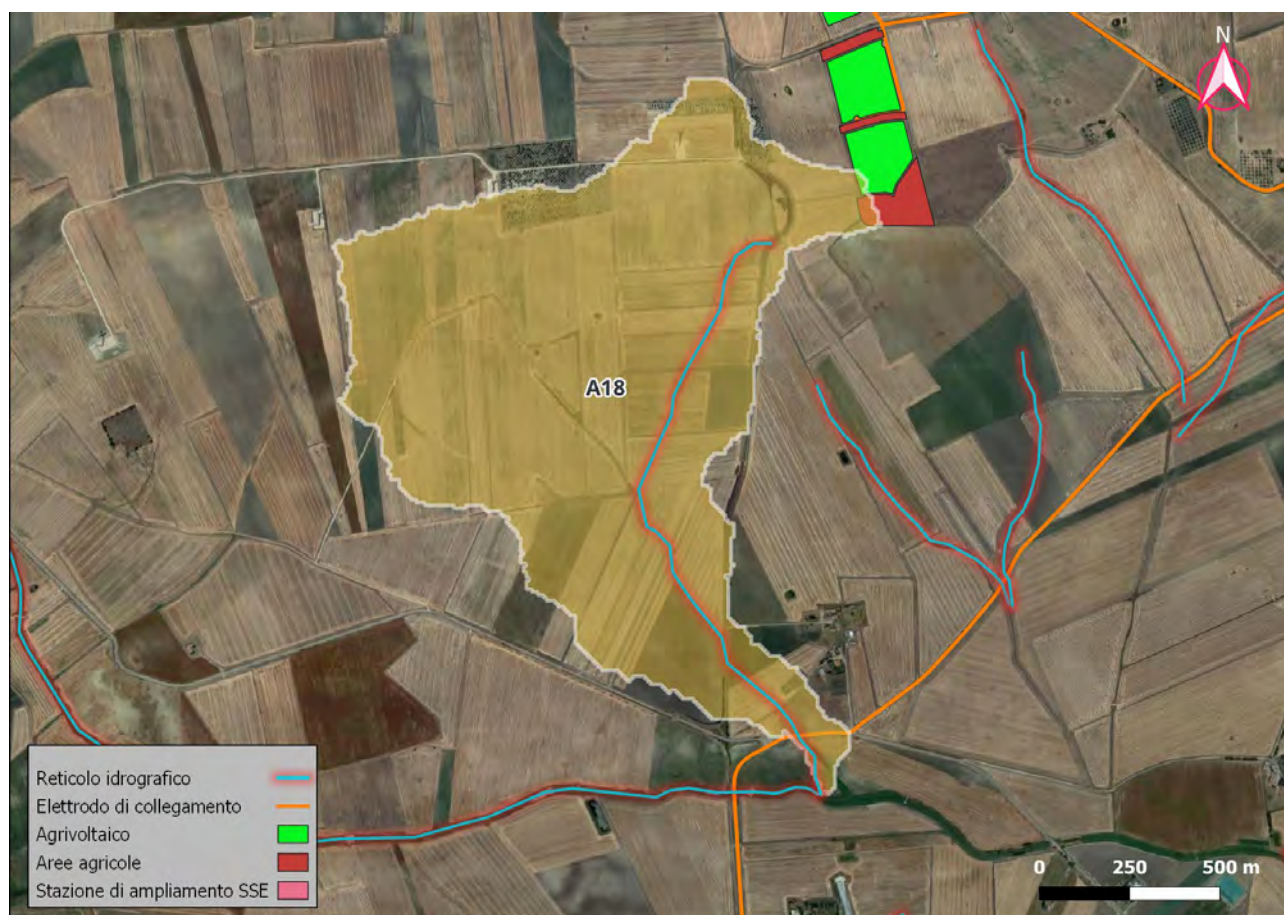 N
A18
Reticolo idrografico
Elettrodo di collegamento
Agrivoltaico
Aree agricole
Stazione di ampliamento SSE
0 250 500 m